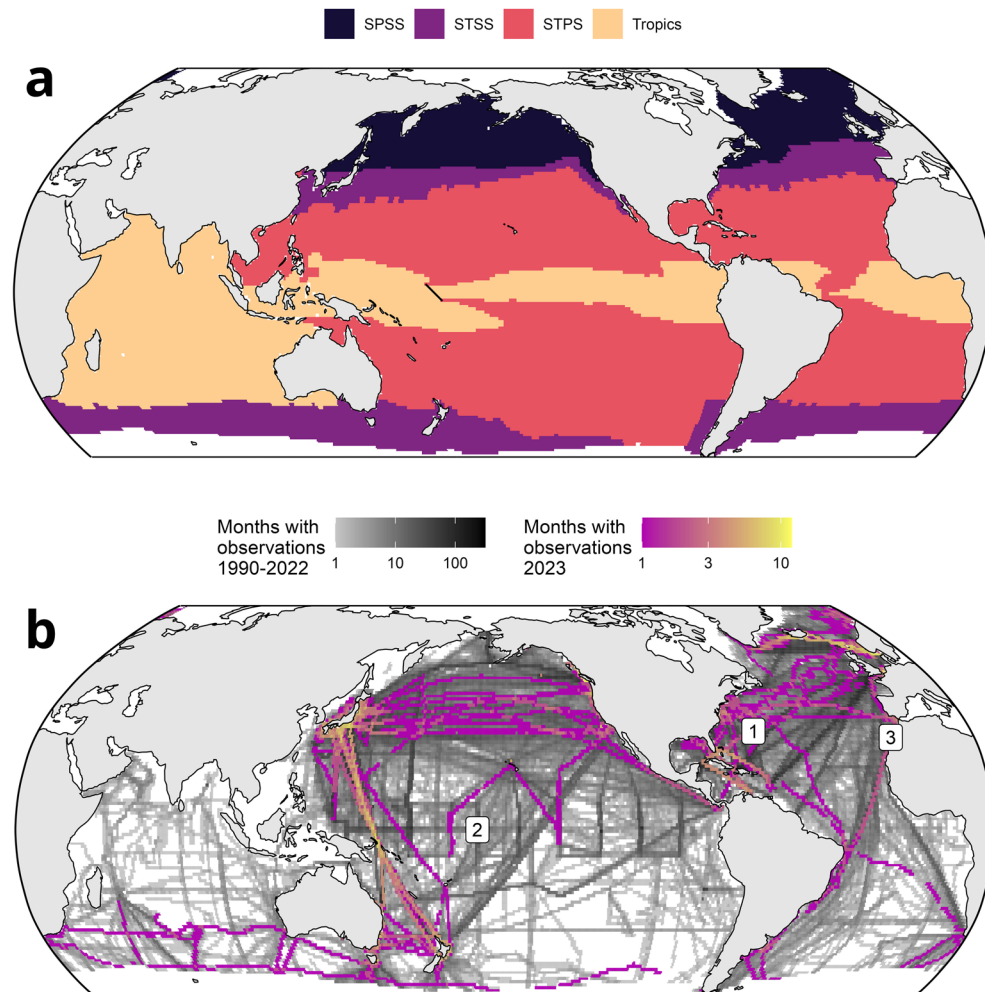 SPSS STSS STPS Tropics
a
Months with
observations
1990-2022
1 10 100
Months with
observations
2023
1 3 10
b
1
3
2